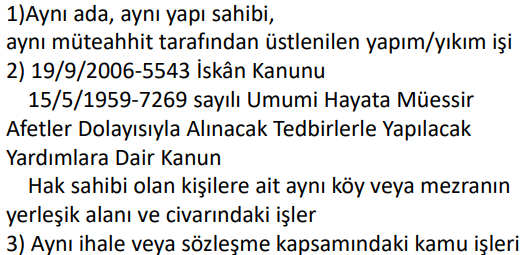 1)Aynı ada, aynı yapı sahibi,
aynı müteahhit tarafından üstlenilen yapım/yıkım işi
2) 19/9/2006-5543 İskân Kanunu
15/5/1959-7269 sayılı Umumi Hayata Müessir
Afetler Dolayısıyla Alınacak Tedbirlerle Yapılacak
Yardımlara Dair Kanun
Hak sahibi olan kişilere ait aynı köy veya mezranın
yerleşik alanı ve civarındaki işler
3) Aynı ihale veya sözleşme kapsamındaki kamu işleri